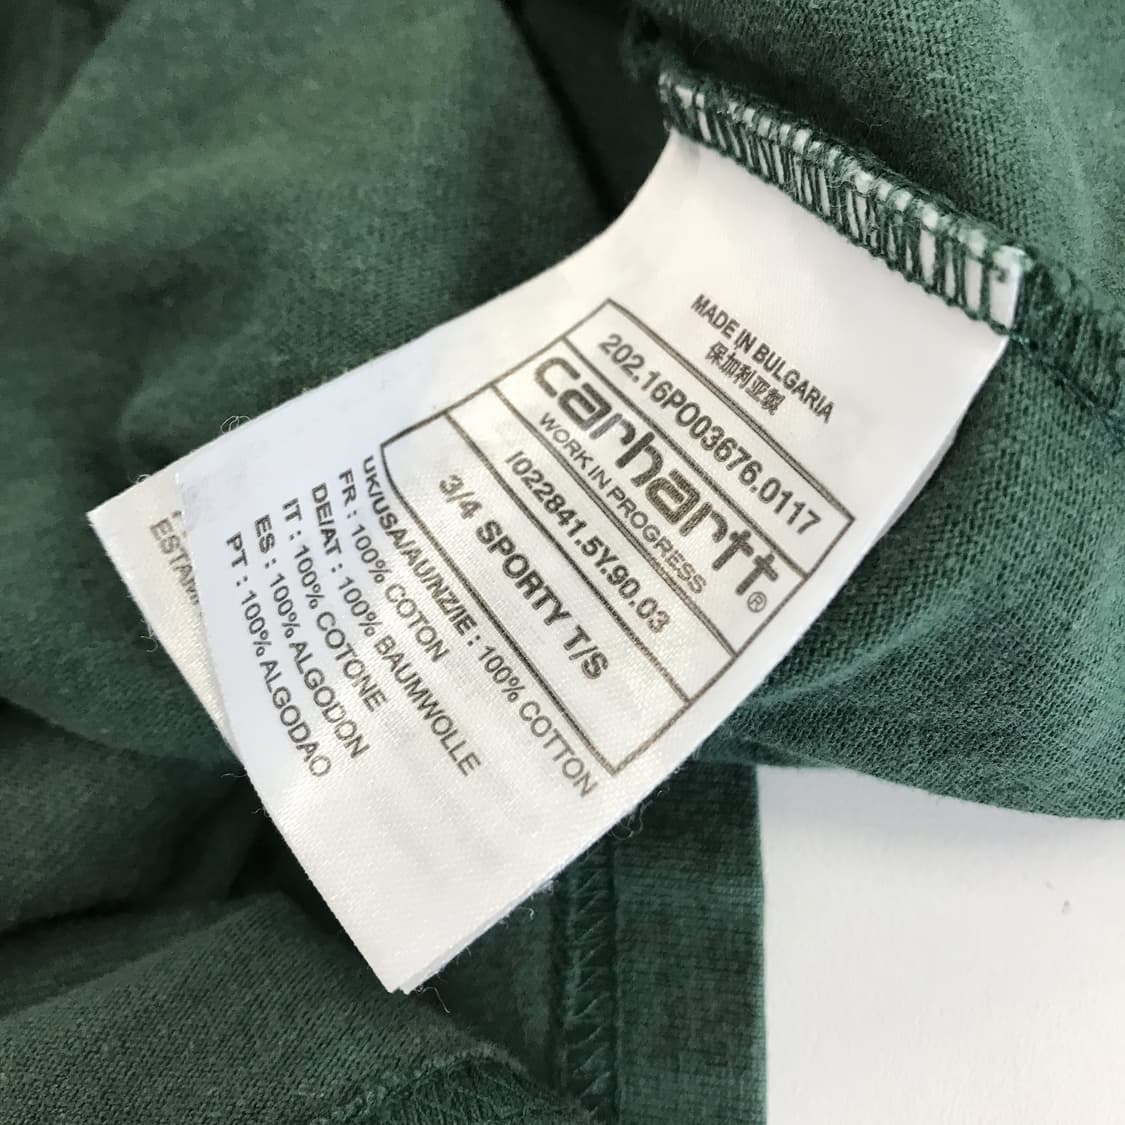 MADE IN BULGARIA
保加利亚製
202.16PO03676.0117
carhartt®
WORK IN PROGRESS
I022841.5Y.90.03
3/4 SPORTY T/S
UK/USA/AU/NZ/IE : 100% COTTON
FR : 100% COTON
DE/AT : 100% BAUMWOLLE
IT : 100% COTONE
ES : 100% ALGODON
PT : 100% ALGODAO